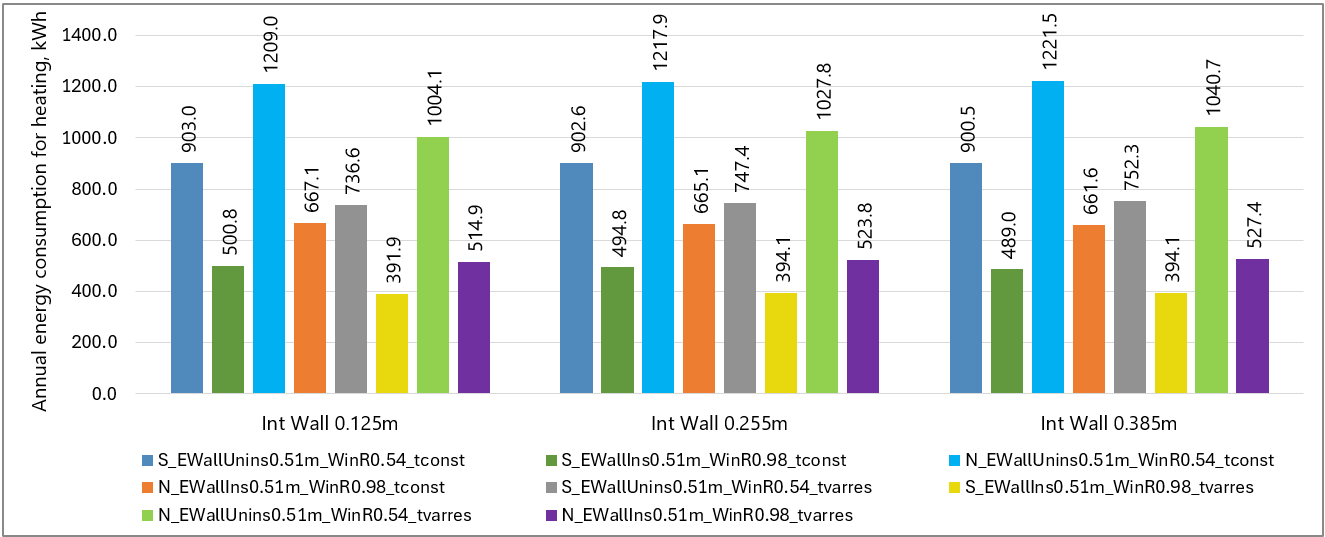 Annual energy consumption for heating, kWh
1400.0
1200.0
1000.0
800.0
600.0
400.0
200.0
0.0
903.0
500.8
1209.0
667.1
736.6
391.9
1004.1
514.9
902.6
494.8
1217.9
665.1
747.4
394.1
1027.8
523.8
900.5
489.0
1221.5
661.6
752.3
394.1
1040.7
527.4
Int Wall 0.125m
Int Wall 0.255m
Int Wall 0.385m
S_EWallUnins0.51m_WinR0.54_tconst
S_EWallIns0.51m_WinR0.98_tconst
N_EWallUnins0.51m_WinR0.54_tconst
N_EWallIns0.51m_WinR0.98_tconst
S_EWallUnins0.51m_WinR0.54_tvarres
S_EWallIns0.51m_WinR0.98_tvarres
N_EWallUnins0.51m_WinR0.54_tvarres
N_EWallIns0.51m_WinR0.98_tvarres